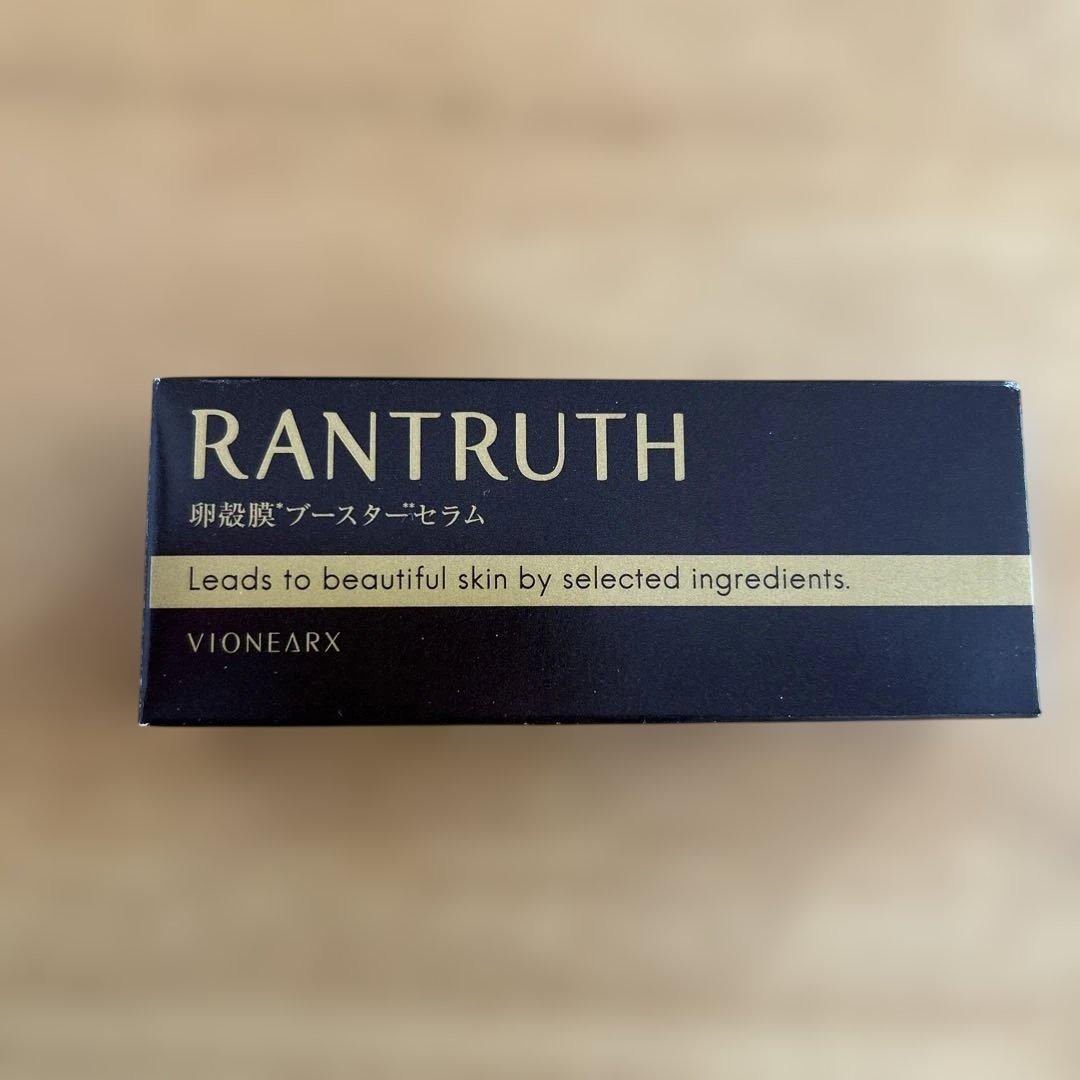 RANTRUTH
卵殻膜*ブースター**セラム
Leads to beautiful skin by selected ingredients.
VIONEARX